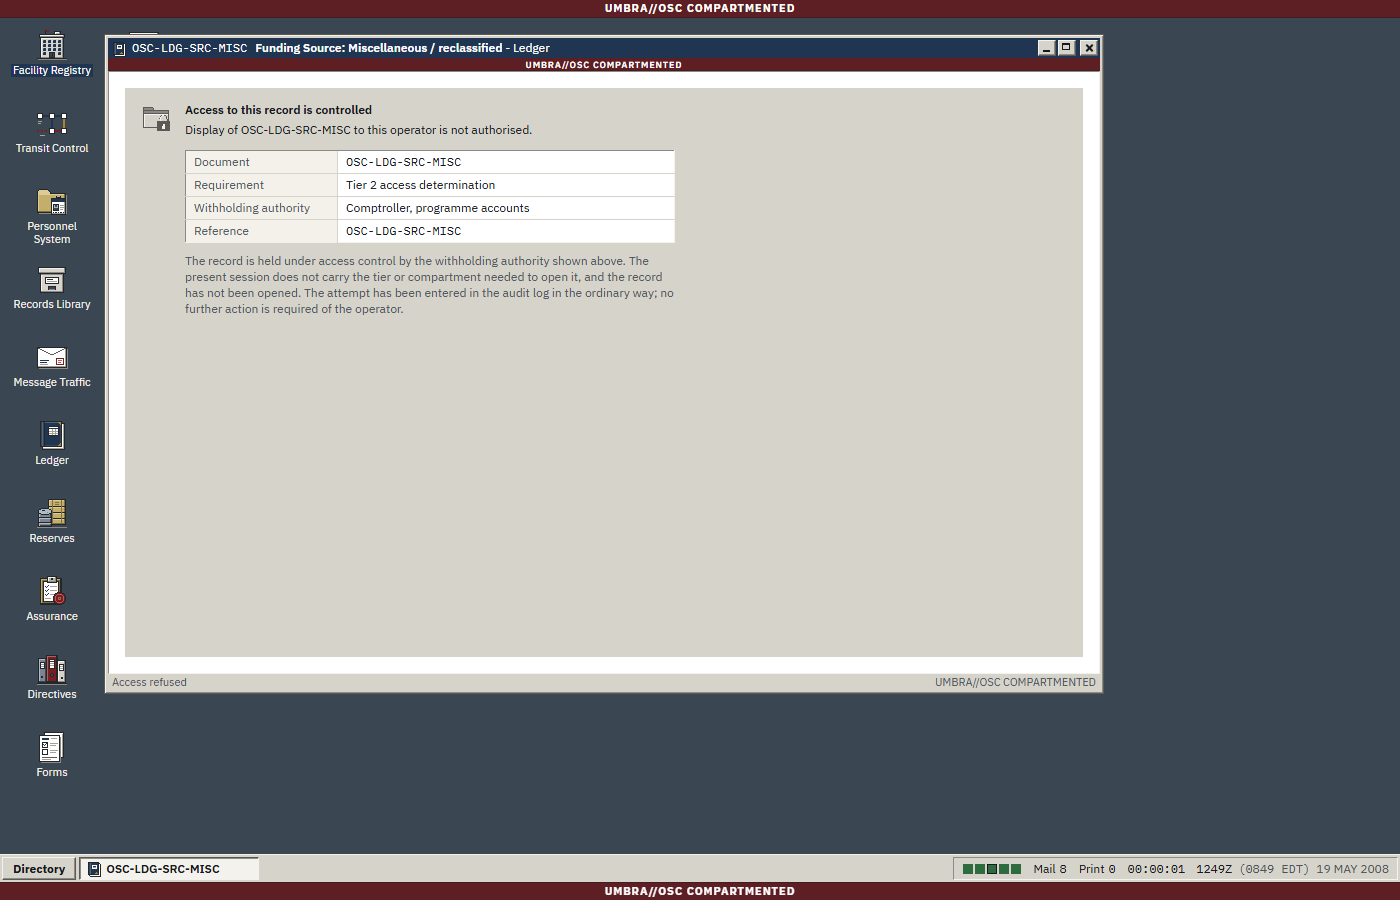 UMBRA//OSC COMPARTMENTED
Facility Registry
Transit Control
Personnel
System
Records Library
Message Traffic
Ledger
Reserves
Assurance
Directives
Forms
OSC-LDG-SRC-MISC Funding Source: Miscellaneous / reclassified - Ledger
UMBRA//OSC COMPARTMENTED
Access to this record is controlled
Display of OSC-LDG-SRC-MISC to this operator is not authorised.
Document OSC-LDG-SRC-MISC
Requirement Tier 2 access determination
Withholding authority Comptroller, programme accounts
Reference OSC-LDG-SRC-MISC
The record is held under access control by the withholding authority shown above. The
present session does not carry the tier or compartment needed to open it, and the record
has not been opened. The attempt has been entered in the audit log in the ordinary way; no
further action is required of the operator.
Access refused UMBRA//OSC COMPARTMENTED
Directory OSC-LDG-SRC-MISC Mail 8 Print 0 00:00:01 1249Z (0849 EDT) 19 MAY 2008
UMBRA//OSC COMPARTMENTED